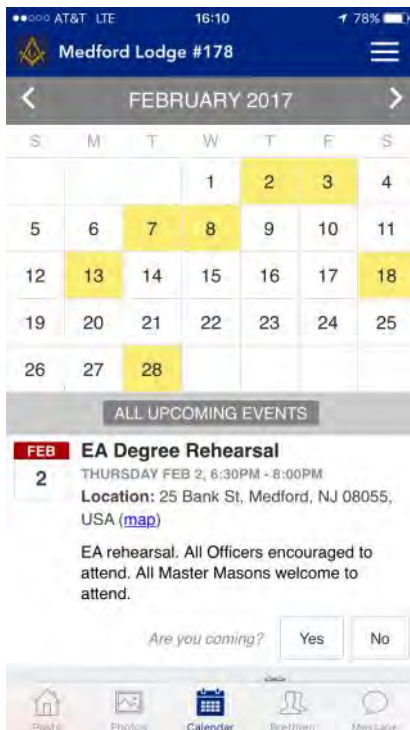 AT&T LTE 16:10 78%
Medford Lodge #178
FEBRUARY 2017
S M T W T F S
1 2 3 4
5 6 7 8 9 10 11
12 13 14 15 16 17 18
19 20 21 22 23 24 25
26 27 28
ALL UPCOMING EVENTS
FEB
2
EA Degree Rehearsal
THURSDAY FEB 2, 6:30PM - 8:00PM
Location: 25 Bank St, Medford, NJ 08055,
USA (map)
EA rehearsal. All Officers encouraged to
attend. All Master Masons welcome to
attend.
Are you coming? Yes No
Posts Photos Calendar Brethren Message